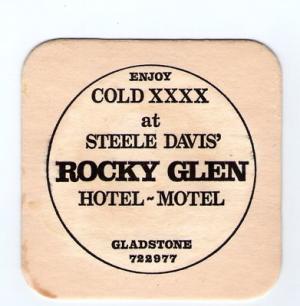 ENJOY
COLD XXXX
at
STEELE DAVIS'
ROCKY GLEN
HOTEL~MOTEL
GLADSTONE
722977